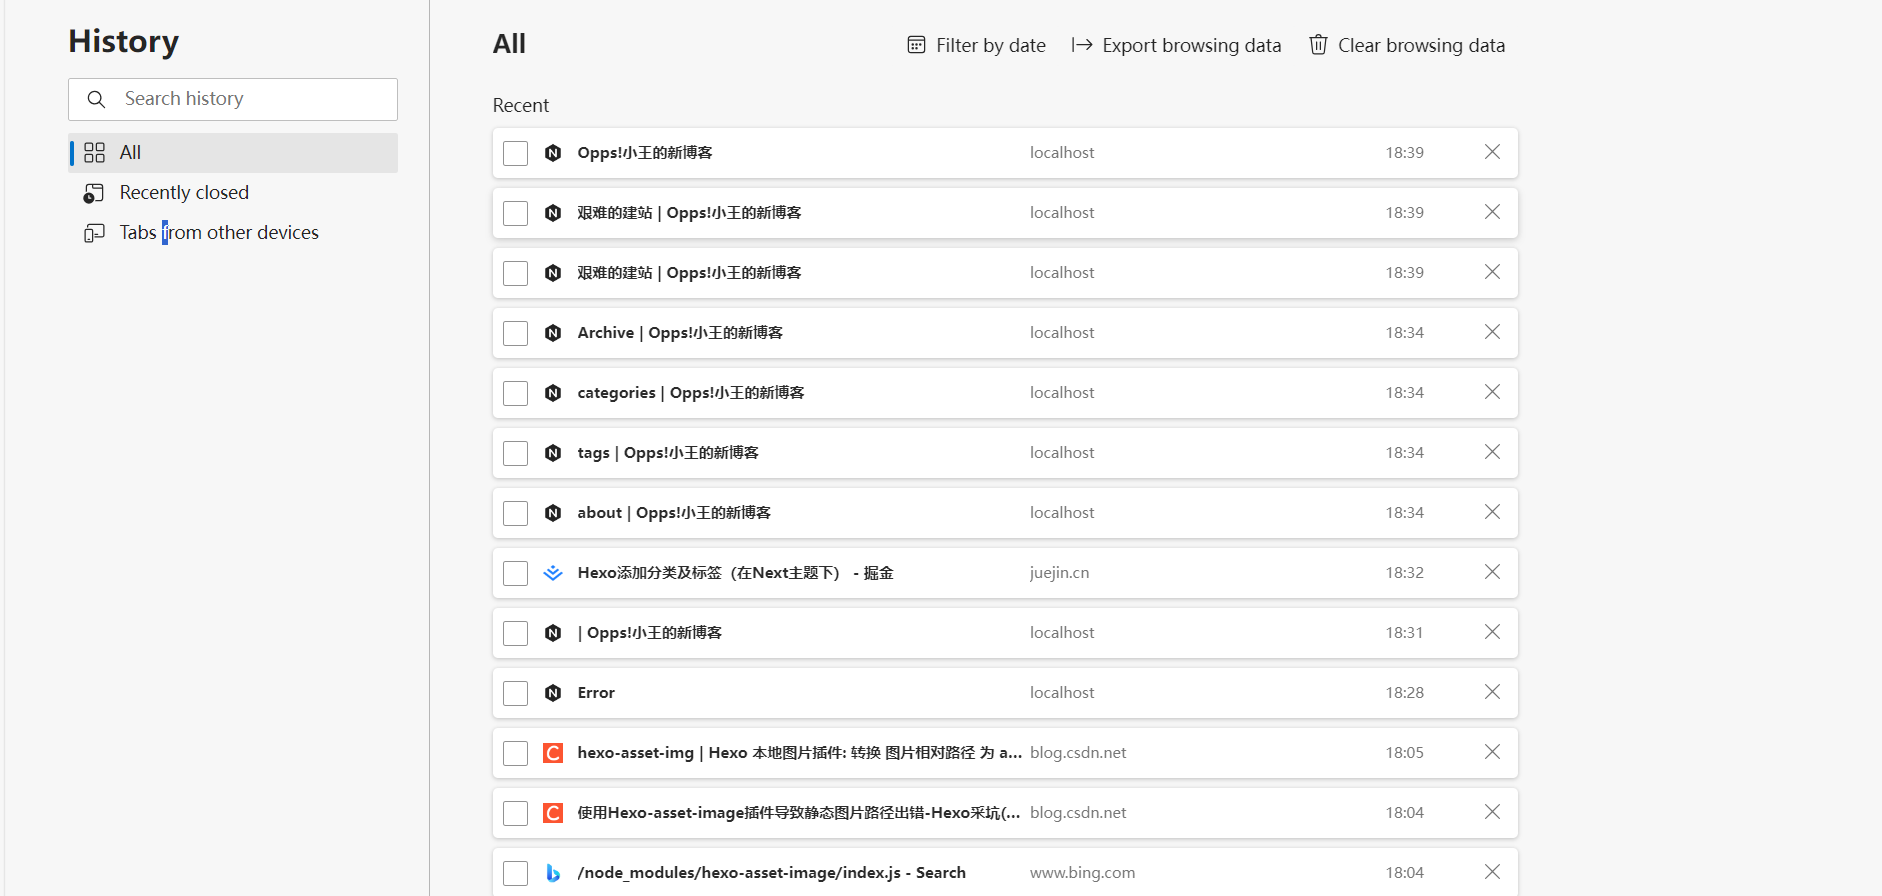 History
Search history
All
Recently closed
Tabs from other devices
All
Filter by date
Export browsing data
Clear browsing data
Recent
Opps!小王的新博客 localhost 18:39
艰难的建站 | Opps!小王的新博客 localhost 18:39
艰难的建站 | Opps!小王的新博客 localhost 18:39
Archive | Opps!小王的新博客 localhost 18:34
categories | Opps!小王的新博客 localhost 18:34
tags | Opps!小王的新博客 localhost 18:34
about | Opps!小王的新博客 localhost 18:34
Hexo添加分类及标签（在Next主题下） - 掘金 juejin.cn 18:32
| Opps!小王的新博客 localhost 18:31
Error localhost 18:28
hexo-asset-img | Hexo 本地图片插件: 转换 图片相对路径 为 a... blog.csdn.net 18:05
使用Hexo-asset-image插件导致静态图片路径出错-Hexo采坑(... blog.csdn.net 18:04
/node_modules/hexo-asset-image/index.js - Search www.bing.com 18:04